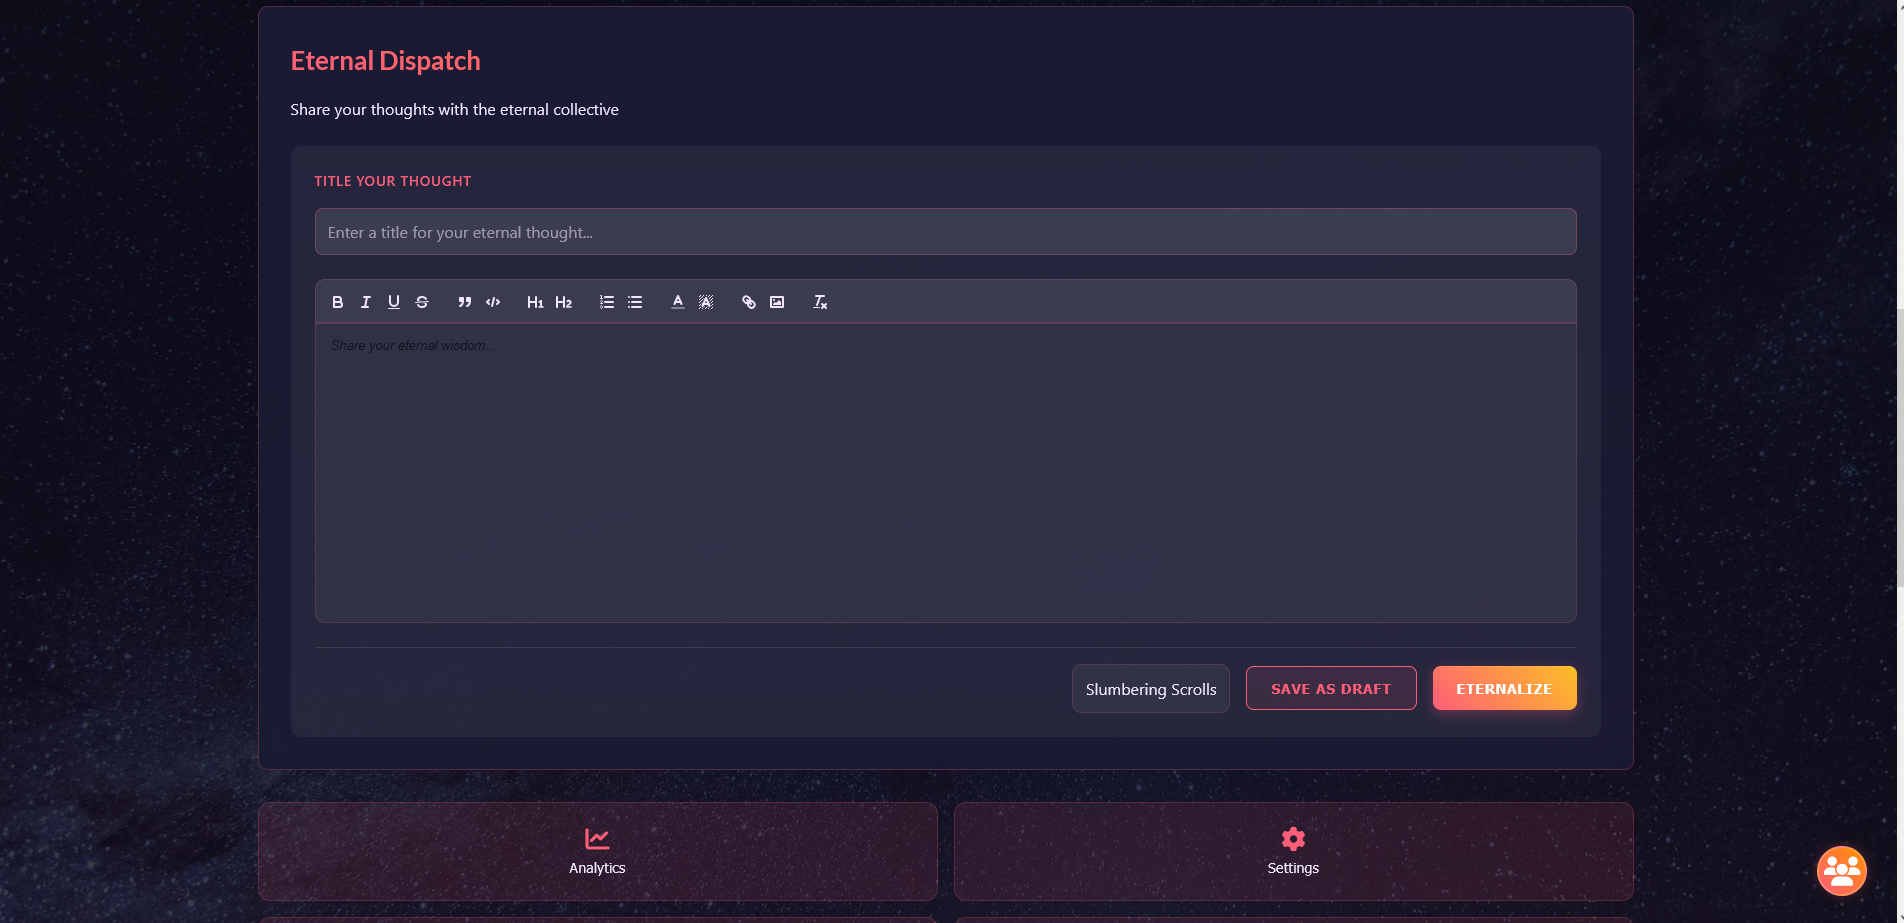 Eternal Dispatch
Share your thoughts with the eternal collective
TITLE YOUR THOUGHT
Enter a title for your eternal thought...
B I U S H1 H2 A A Tx
Share your eternal wisdom...
Slumbering Scrolls
SAVE AS DRAFT
ETERNALIZE
Analytics
Settings